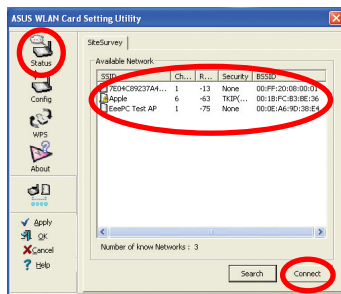 ASUS WLAN Card Setting Utility
Status
Config
WPS
About
Apply
OK
Cancel
Help
SiteSurvey
Available Network
SSID Ch... R... Security BSSID
7E04C89237A4... 1 -13 None 00:FF:20:08:00:01
Apple 6 -63 TKIP(... 00:1B:FC:B3:BE:36
EeePC Test AP 1 -75 None 00:0E:A6:9D:38:E4
Number of know Networks : 3
Search Connect